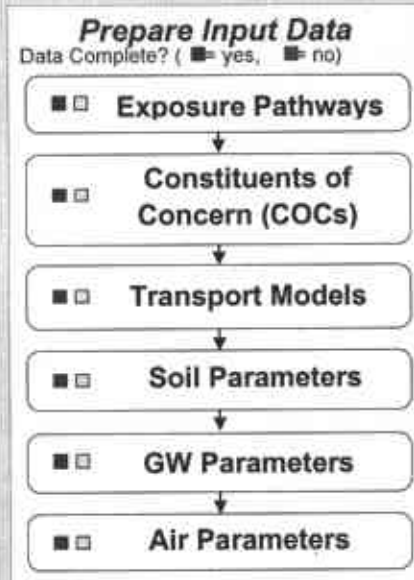 Prepare Input Data
Data Complete? ( ■= yes, ■= no)
■ □ Exposure Pathways
■ □ Constituents of
Concern (COCs)
■ □ Transport Models
■ □ Soil Parameters
■ □ GW Parameters
■ □ Air Parameters